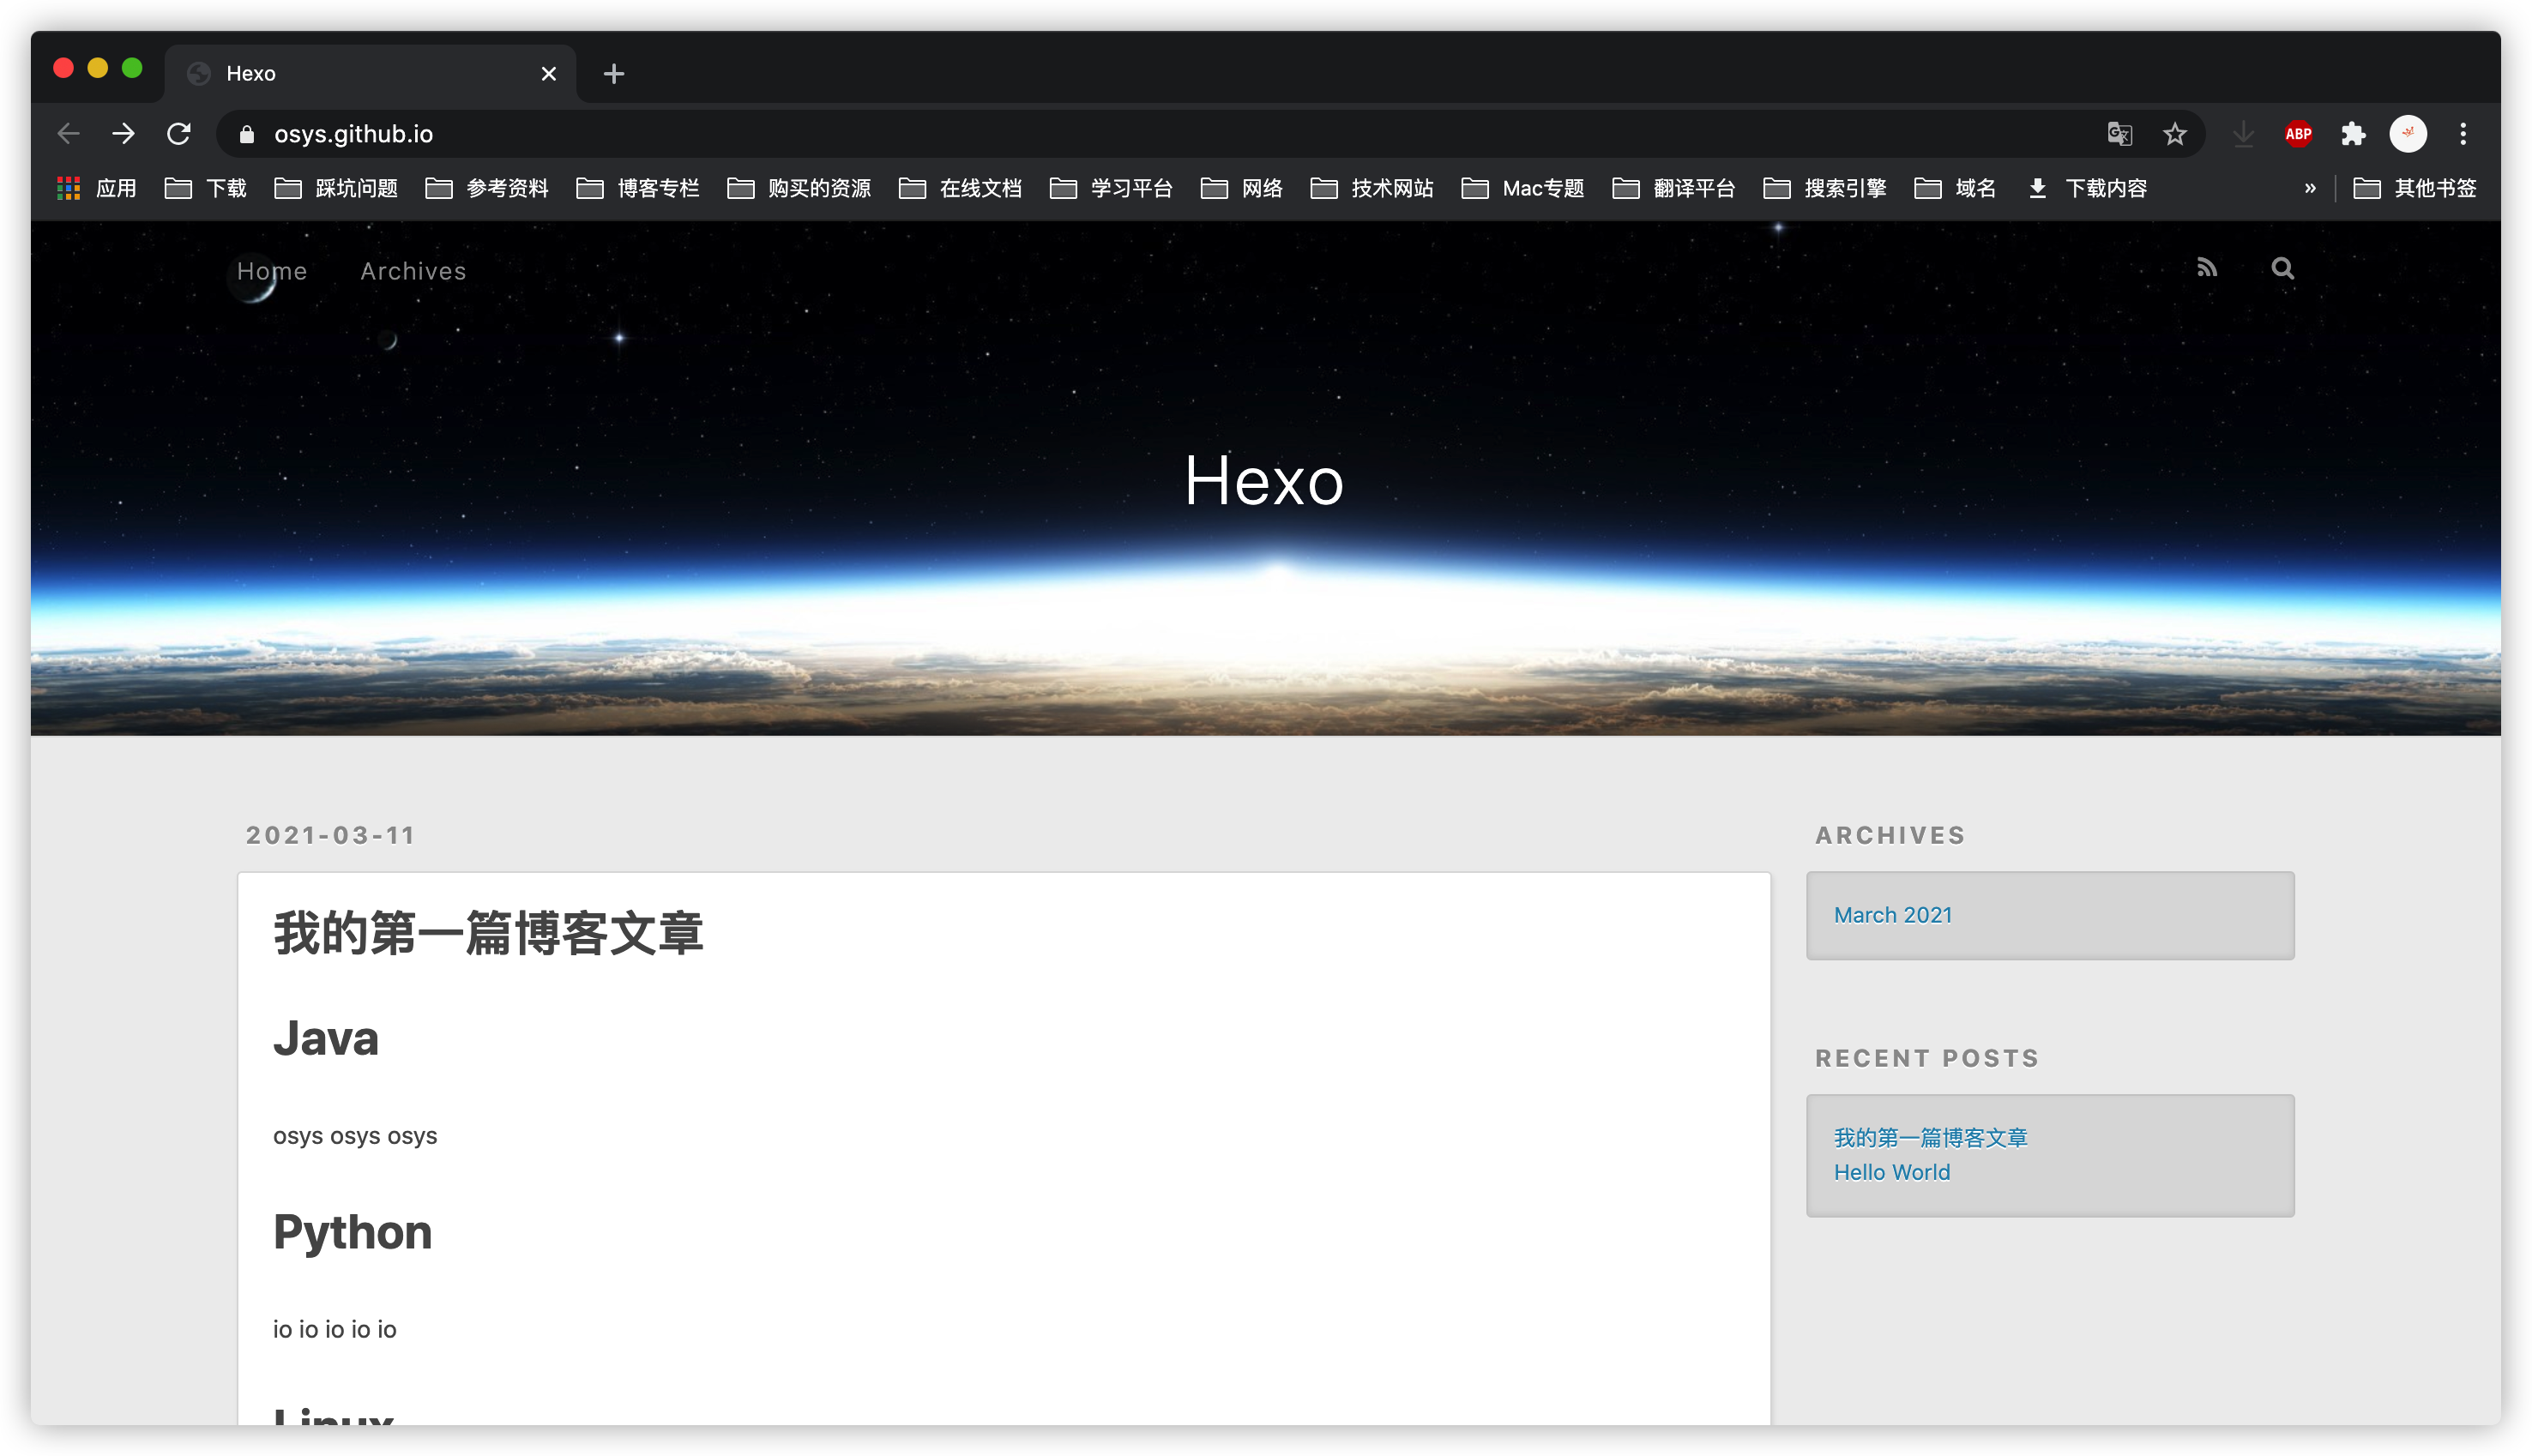 Hexo
osys.github.io
ABP
应用 下载 踩坑问题 参考资料 博客专栏 购买的资源 在线文档 学习平台 网络 技术网站 Mac专题 翻译平台 搜索引擎 域名 下载内容 » 其他书签
Home Archives
Hexo
2021-03-11
我的第一篇博客文章
Java
osys osys osys
Python
io io io io io
Linux
ARCHIVES
March 2021
RECENT POSTS
我的第一篇博客文章
Hello World